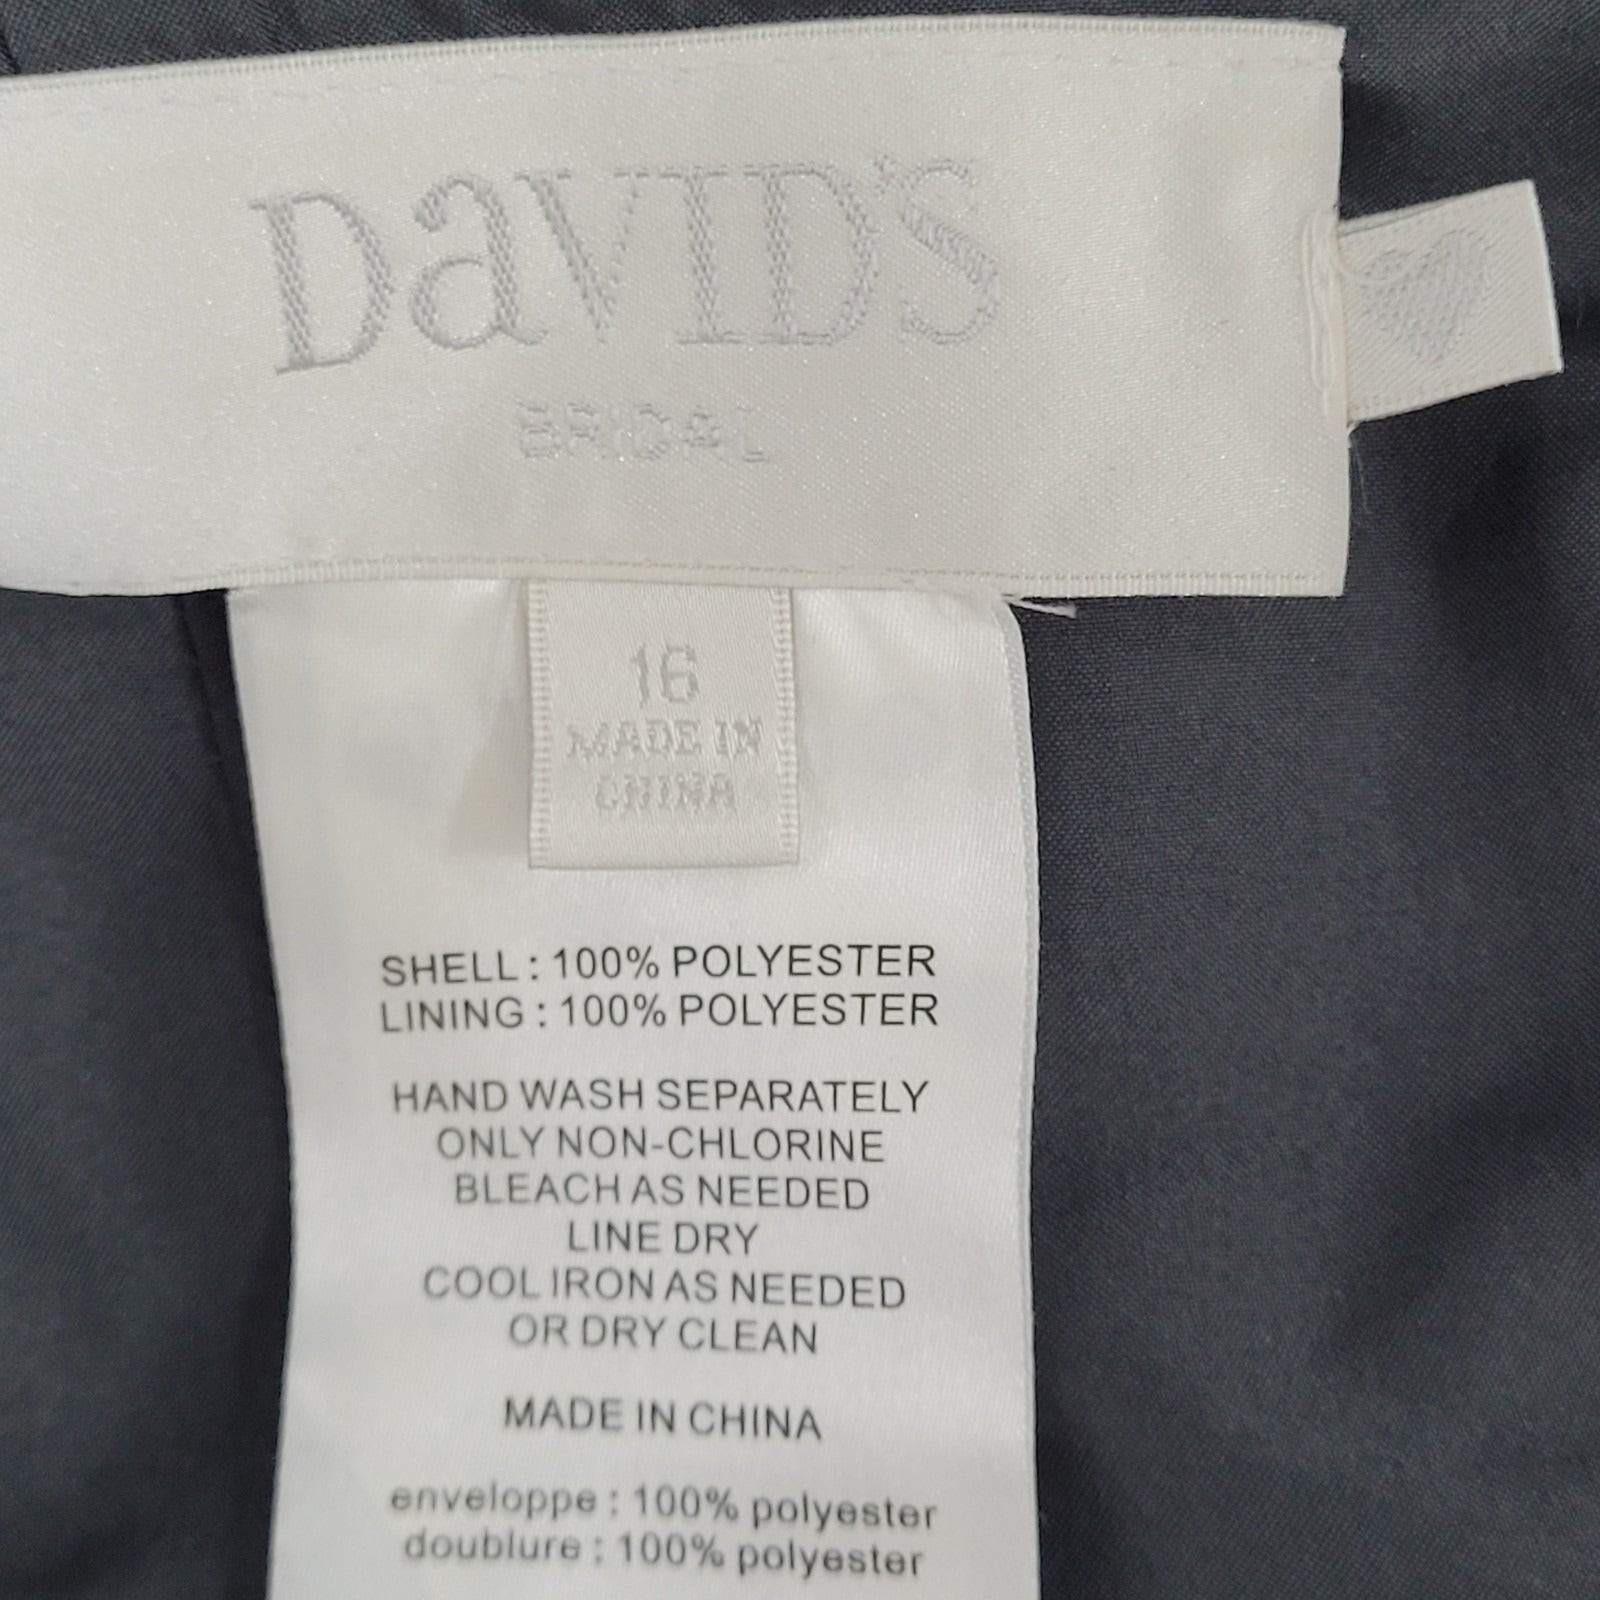 DaVID'S
BRIDAL
16
MADE IN
CHINA
SHELL : 100% POLYESTER
LINING : 100% POLYESTER
HAND WASH SEPARATELY
ONLY NON-CHLORINE
BLEACH AS NEEDED
LINE DRY
COOL IRON AS NEEDED
OR DRY CLEAN
MADE IN CHINA
enveloppe : 100% polyester
doublure : 100% polyester